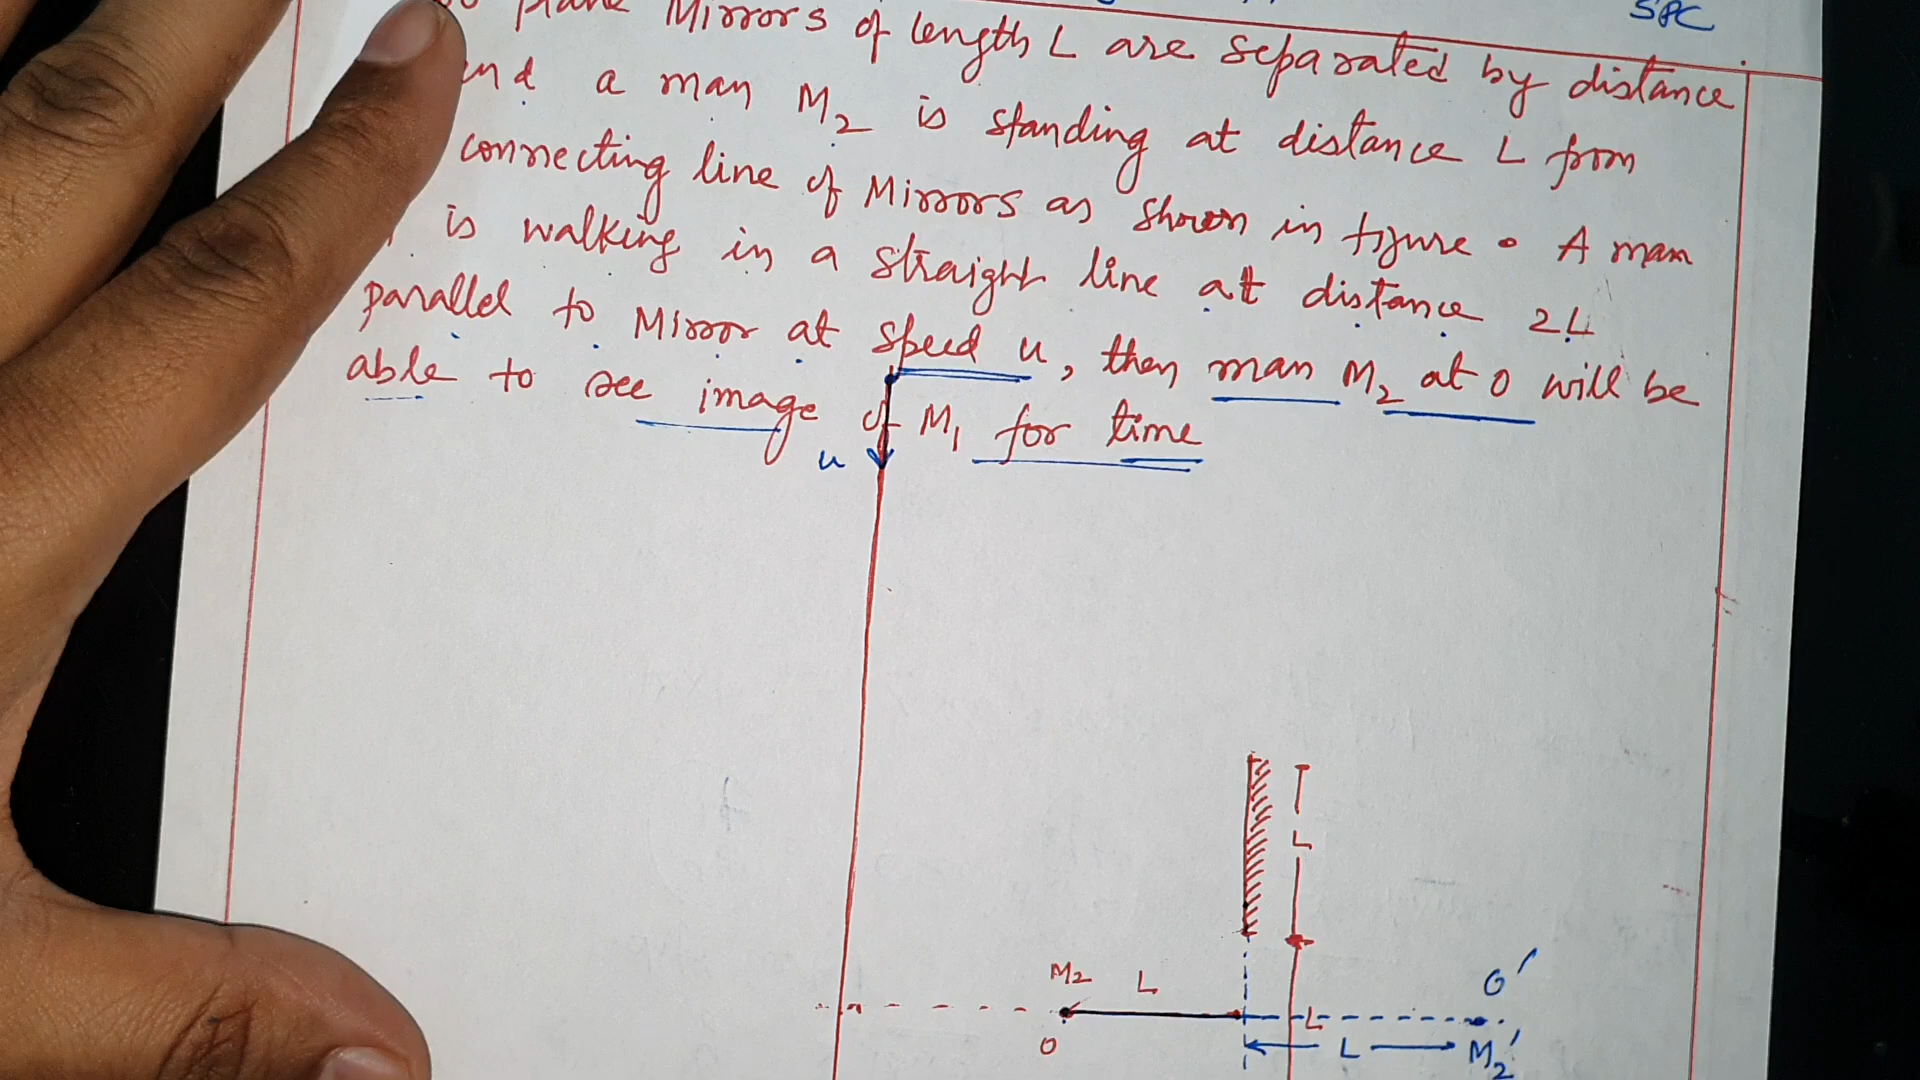 SPC
plane Mirrors of length L are separated by distance
and a man M2 is standing at distance L from
connecting line of Mirrors as shown in figure. A man
is walking in a straight line at distance 2L
parallel to Mirror at speed u, then man M2 at O will be
able to see image of M1 for time
u
L
M2 L O'
L
O L M2'